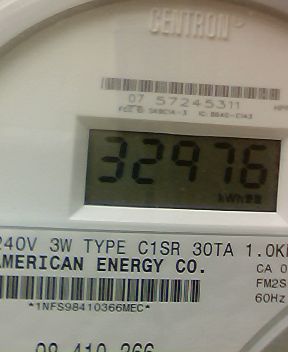 CENTRON
07 57245311
32976
kWh
240V 3W TYPE C1SR 30TA 1.0K
AMERICAN ENERGY CO.
CA 0
FM2S
60Hz
*1NFS98410366MEC*
98 410 366